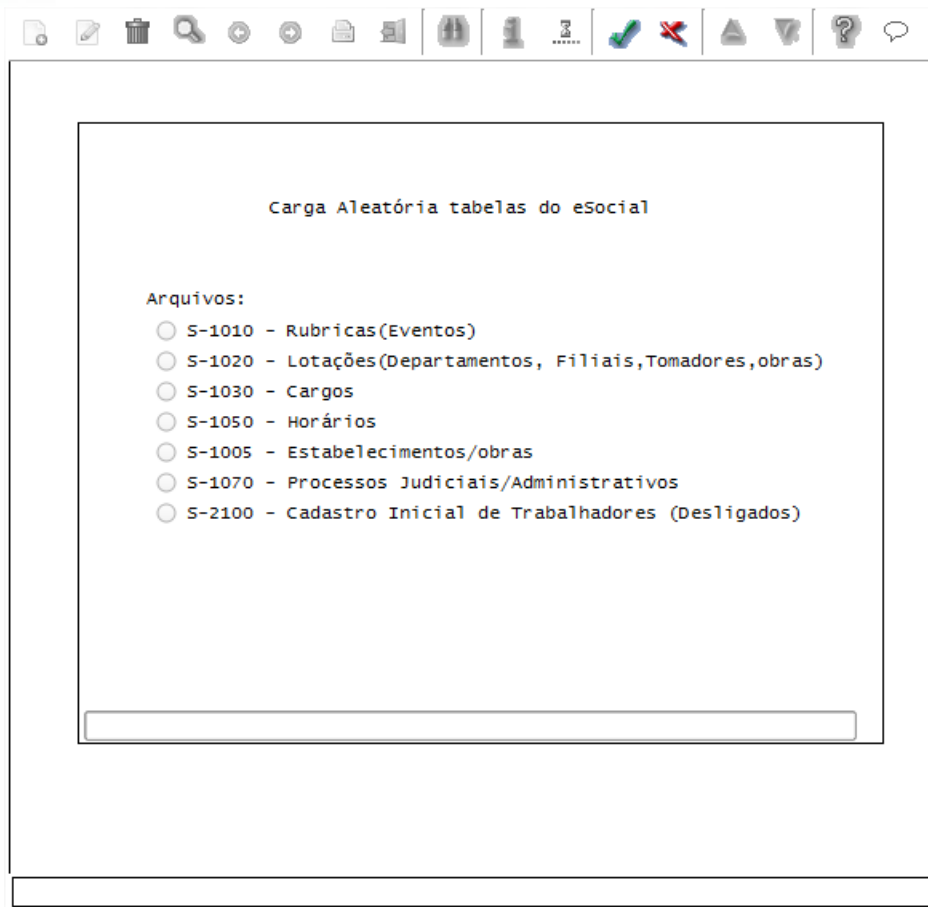 Carga Aleatória tabelas do eSocial
Arquivos:
S-1010 - Rubricas(Eventos)
S-1020 - Lotações(Departamentos, Filiais,Tomadores,obras)
S-1030 - Cargos
S-1050 - Horários
S-1005 - Estabelecimentos/obras
S-1070 - Processos Judiciais/Administrativos
S-2100 - Cadastro Inicial de Trabalhadores (Desligados)